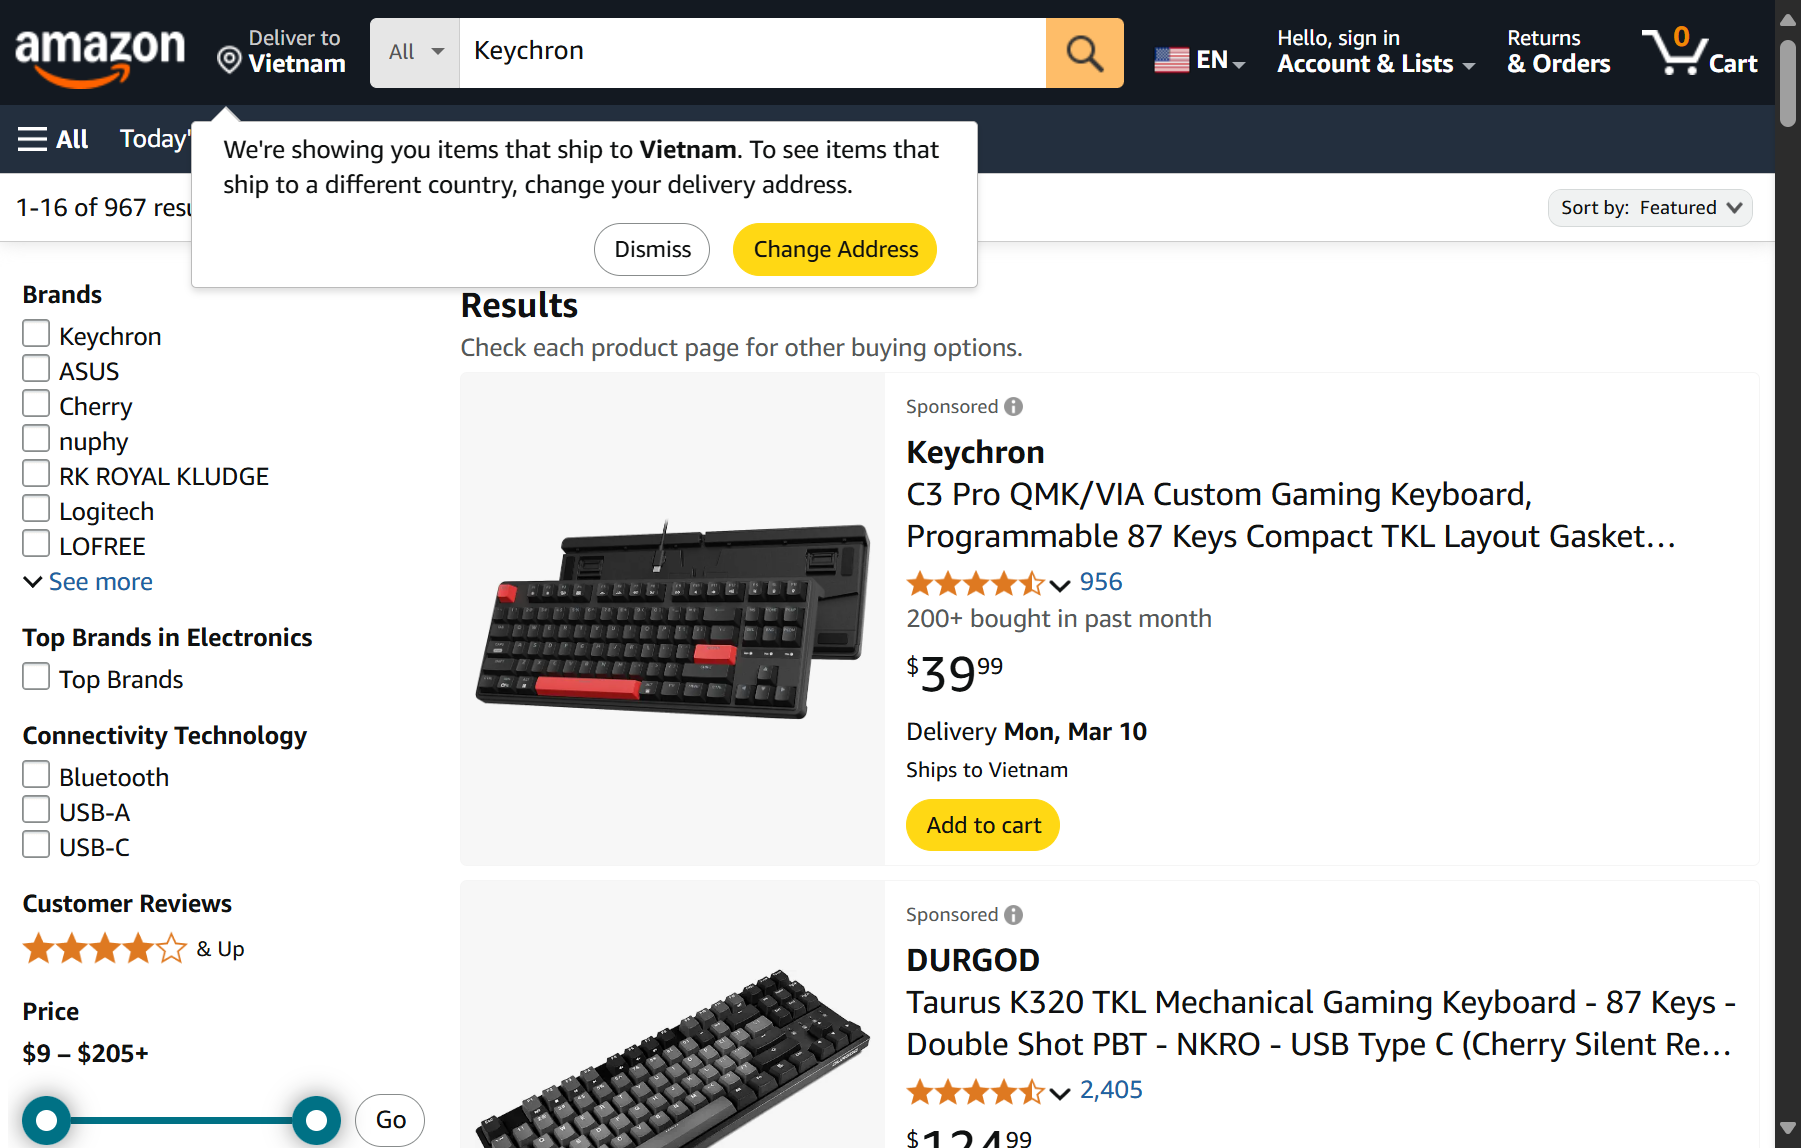 amazon
Deliver to
Vietnam
All
Keychron
EN
Hello, sign in
Account & Lists
Returns
& Orders
0
Cart
All
Today'
We're showing you items that ship to Vietnam. To see items that
ship to a different country, change your delivery address.
Dismiss
Change Address
1-16 of 967
Sort by: Featured
Brands
Keychron
ASUS
Cherry
nuphy
RK ROYAL KLUDGE
Logitech
LOFREE
See more
Top Brands in Electronics
Top Brands
Connectivity Technology
Bluetooth
USB-A
USB-C
Customer Reviews
& Up
Price
$9 – $205+
Go
Results
Check each product page for other buying options.
Sponsored
Keychron
C3 Pro QMK/VIA Custom Gaming Keyboard,
Programmable 87 Keys Compact TKL Layout Gasket…
956
200+ bought in past month
$39 99
Delivery Mon, Mar 10
Ships to Vietnam
Add to cart
Sponsored
DURGOD
Taurus K320 TKL Mechanical Gaming Keyboard - 87 Keys -
Double Shot PBT - NKRO - USB Type C (Cherry Silent Re…
2,405
$124 99